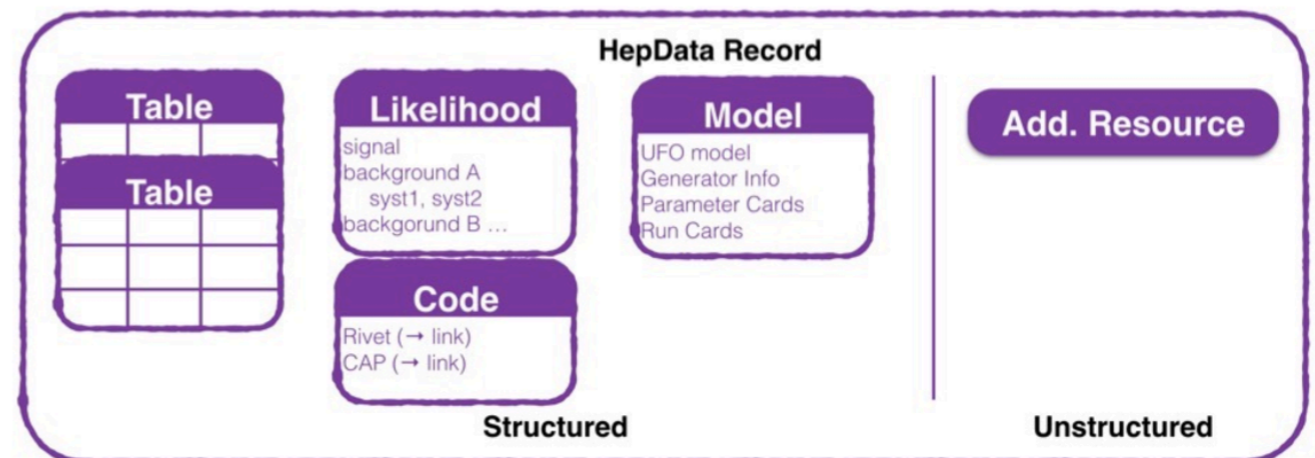 HepData Record
Table
Table
Likelihood
signal
background A
syst1, syst2
backgorund B ...
Code
Rivet (→ link)
CAP (→ link)
Model
UFO model
Generator Info
Parameter Cards
Run Cards
Structured
Add. Resource
Unstructured